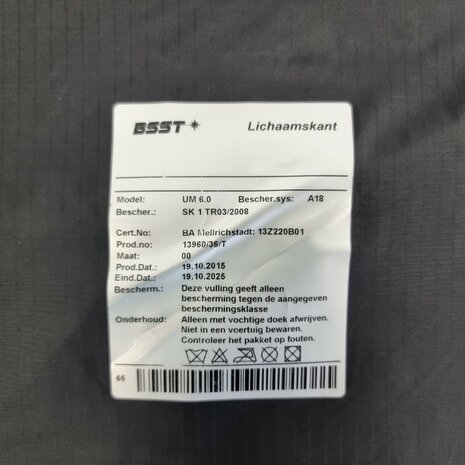 BSST Lichaamskant
Model: UM 6.0 Bescher.sys: A18
Bescher.: SK 1 TR03/2008
Cert.No: BA Mellrichstadt: 13Z220B01
Prod.no: 13960/36/T
Maat: 00
Prod.Dat.: 19.10.2015
Eind.Dat.: 19.10.2025
Bescherm.: Deze vulling geeft alleen
bescherming tegen de aangegeven
beschermingsklasse
Onderhoud: Alleen met vochtige doek afwrijven.
Niet in een voertuig bewaren.
Controleer het pakket op fouten.
66